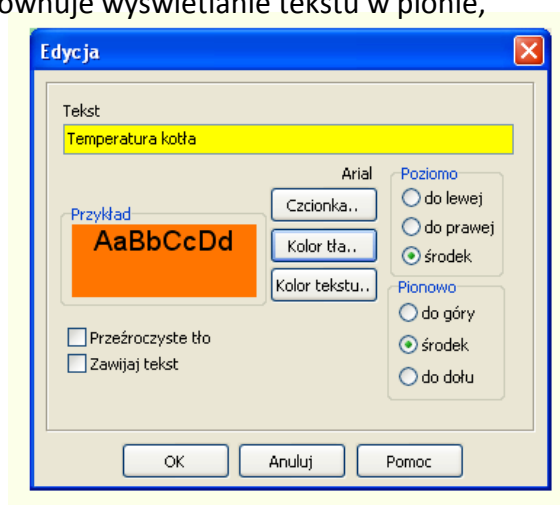 ównuje wyświetlanie tekstu w pionie,
Edycja
Tekst
Temperatura kotła
Arial
Czcionka..
Kolor tła..
Kolor tekstu..
Przykład
AaBbCcDd
Poziomo
do lewej
do prawej
środek
Pionowo
do góry
środek
do dołu
Przeźroczyste tło
Zawijaj tekst
OK
Anuluj
Pomoc